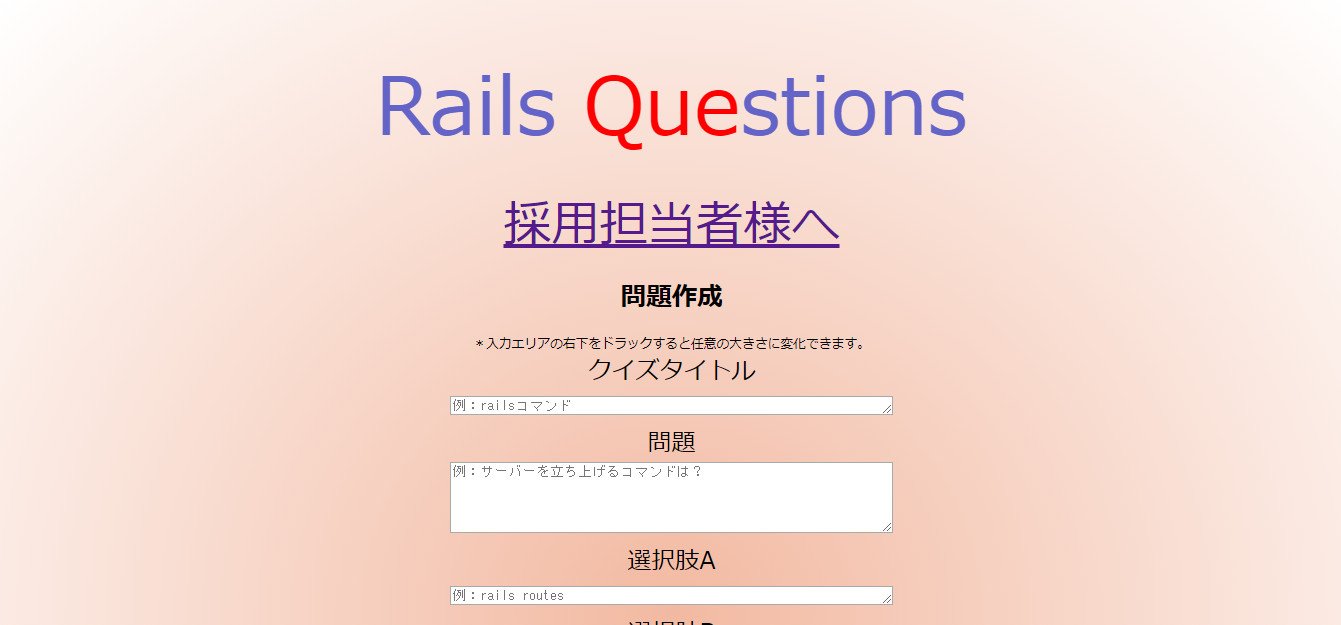 Rails Questions
採用担当者様へ
問題作成
＊入力エリアの右下をドラックすると任意の大きさに変化できます。
クイズタイトル
例：railsコマンド
問題
例：サーバーを立ち上げるコマンドは？
選択肢A
例：rails routes